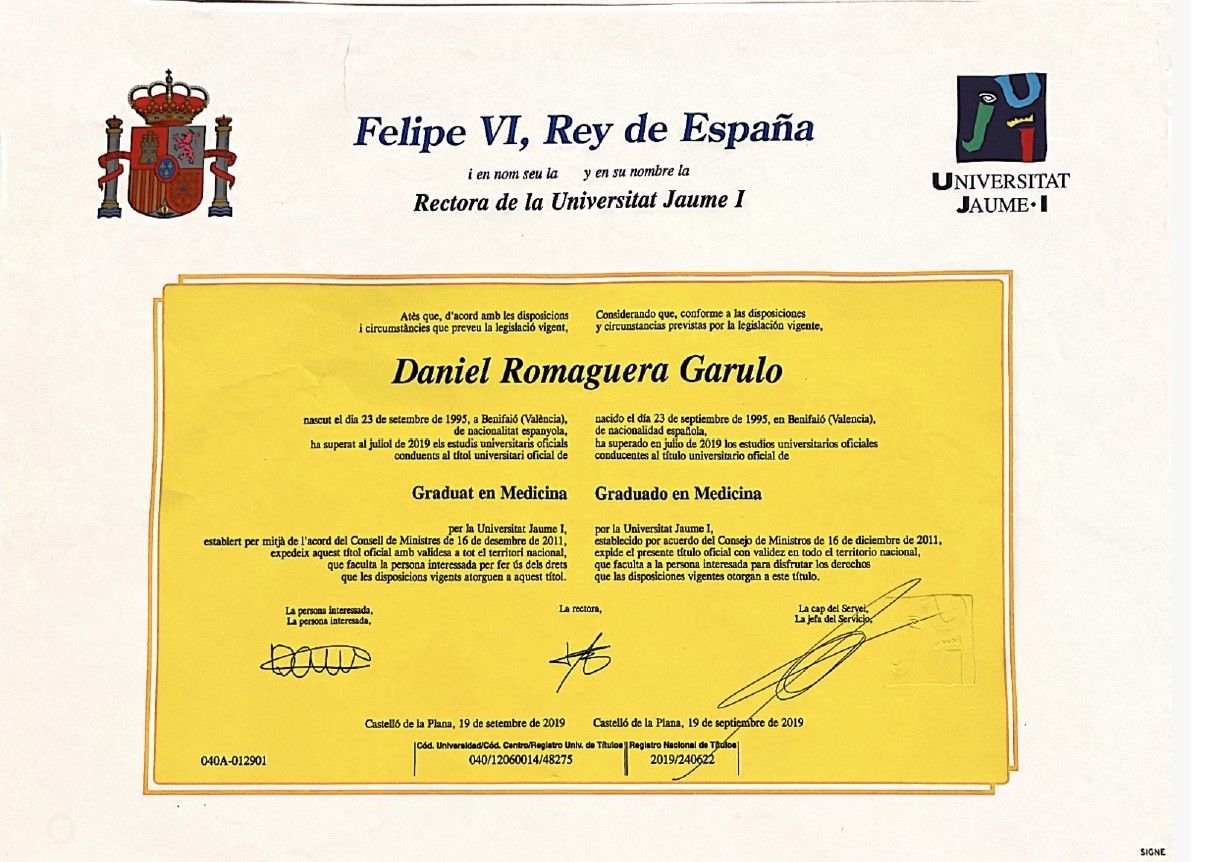 Felipe VI, Rey de España
i en nom seu la y en su nombre la
Rectora de la Universitat Jaume I
UNIVERSITAT
JAUME·I
Atès que, d'acord amb les disposicions
i circumstàncies que preveu la legislació vigent,
Considerando que, conforme a las disposiciones
y circunstancias previstas por la legislación vigente,
Daniel Romaguera Garulo
nascut el dia 23 de setembre de 1995, a Benifaió (València),
de nacionalitat espanyola,
ha superat al juliol de 2019 els estudis universitaris oficials
conduents al títol universitari oficial de
nacido el día 23 de septiembre de 1995, en Benifaió (Valencia),
de nacionalidad española,
ha superado en julio de 2019 los estudios universitarios oficiales
conducentes al título universitario oficial de
Graduat en Medicina
Graduado en Medicina
per la Universitat Jaume I,
establert per mitjà de l'acord del Consell de Ministres de 16 de desembre de 2011,
expedeix aquest títol oficial amb validesa a tot el territori nacional,
que faculta la persona interessada per fer ús dels drets
que les disposicions vigents atorguen a aquest títol.
por la Universitat Jaume I,
establecido por acuerdo del Consejo de Ministros de 16 de diciembre de 2011,
expide el presente título oficial con validez en todo el territorio nacional,
que faculta a la persona interesada para disfrutar los derechos
que las disposiciones vigentes otorgan a este título.
La persona interessada,
La persona interesada,
La rectora,
La cap del Servei,
La jefa del Servicio,
Castelló de la Plana, 19 de setembre de 2019
Castelló de la Plana, 19 de septiembre de 2019
040A-012901
Cód. Universidad/Cód. Centro/Registro Univ. de Títulos
040/12060014/48275
Registro Nacional de Títulos
2019/240622
SIGNE